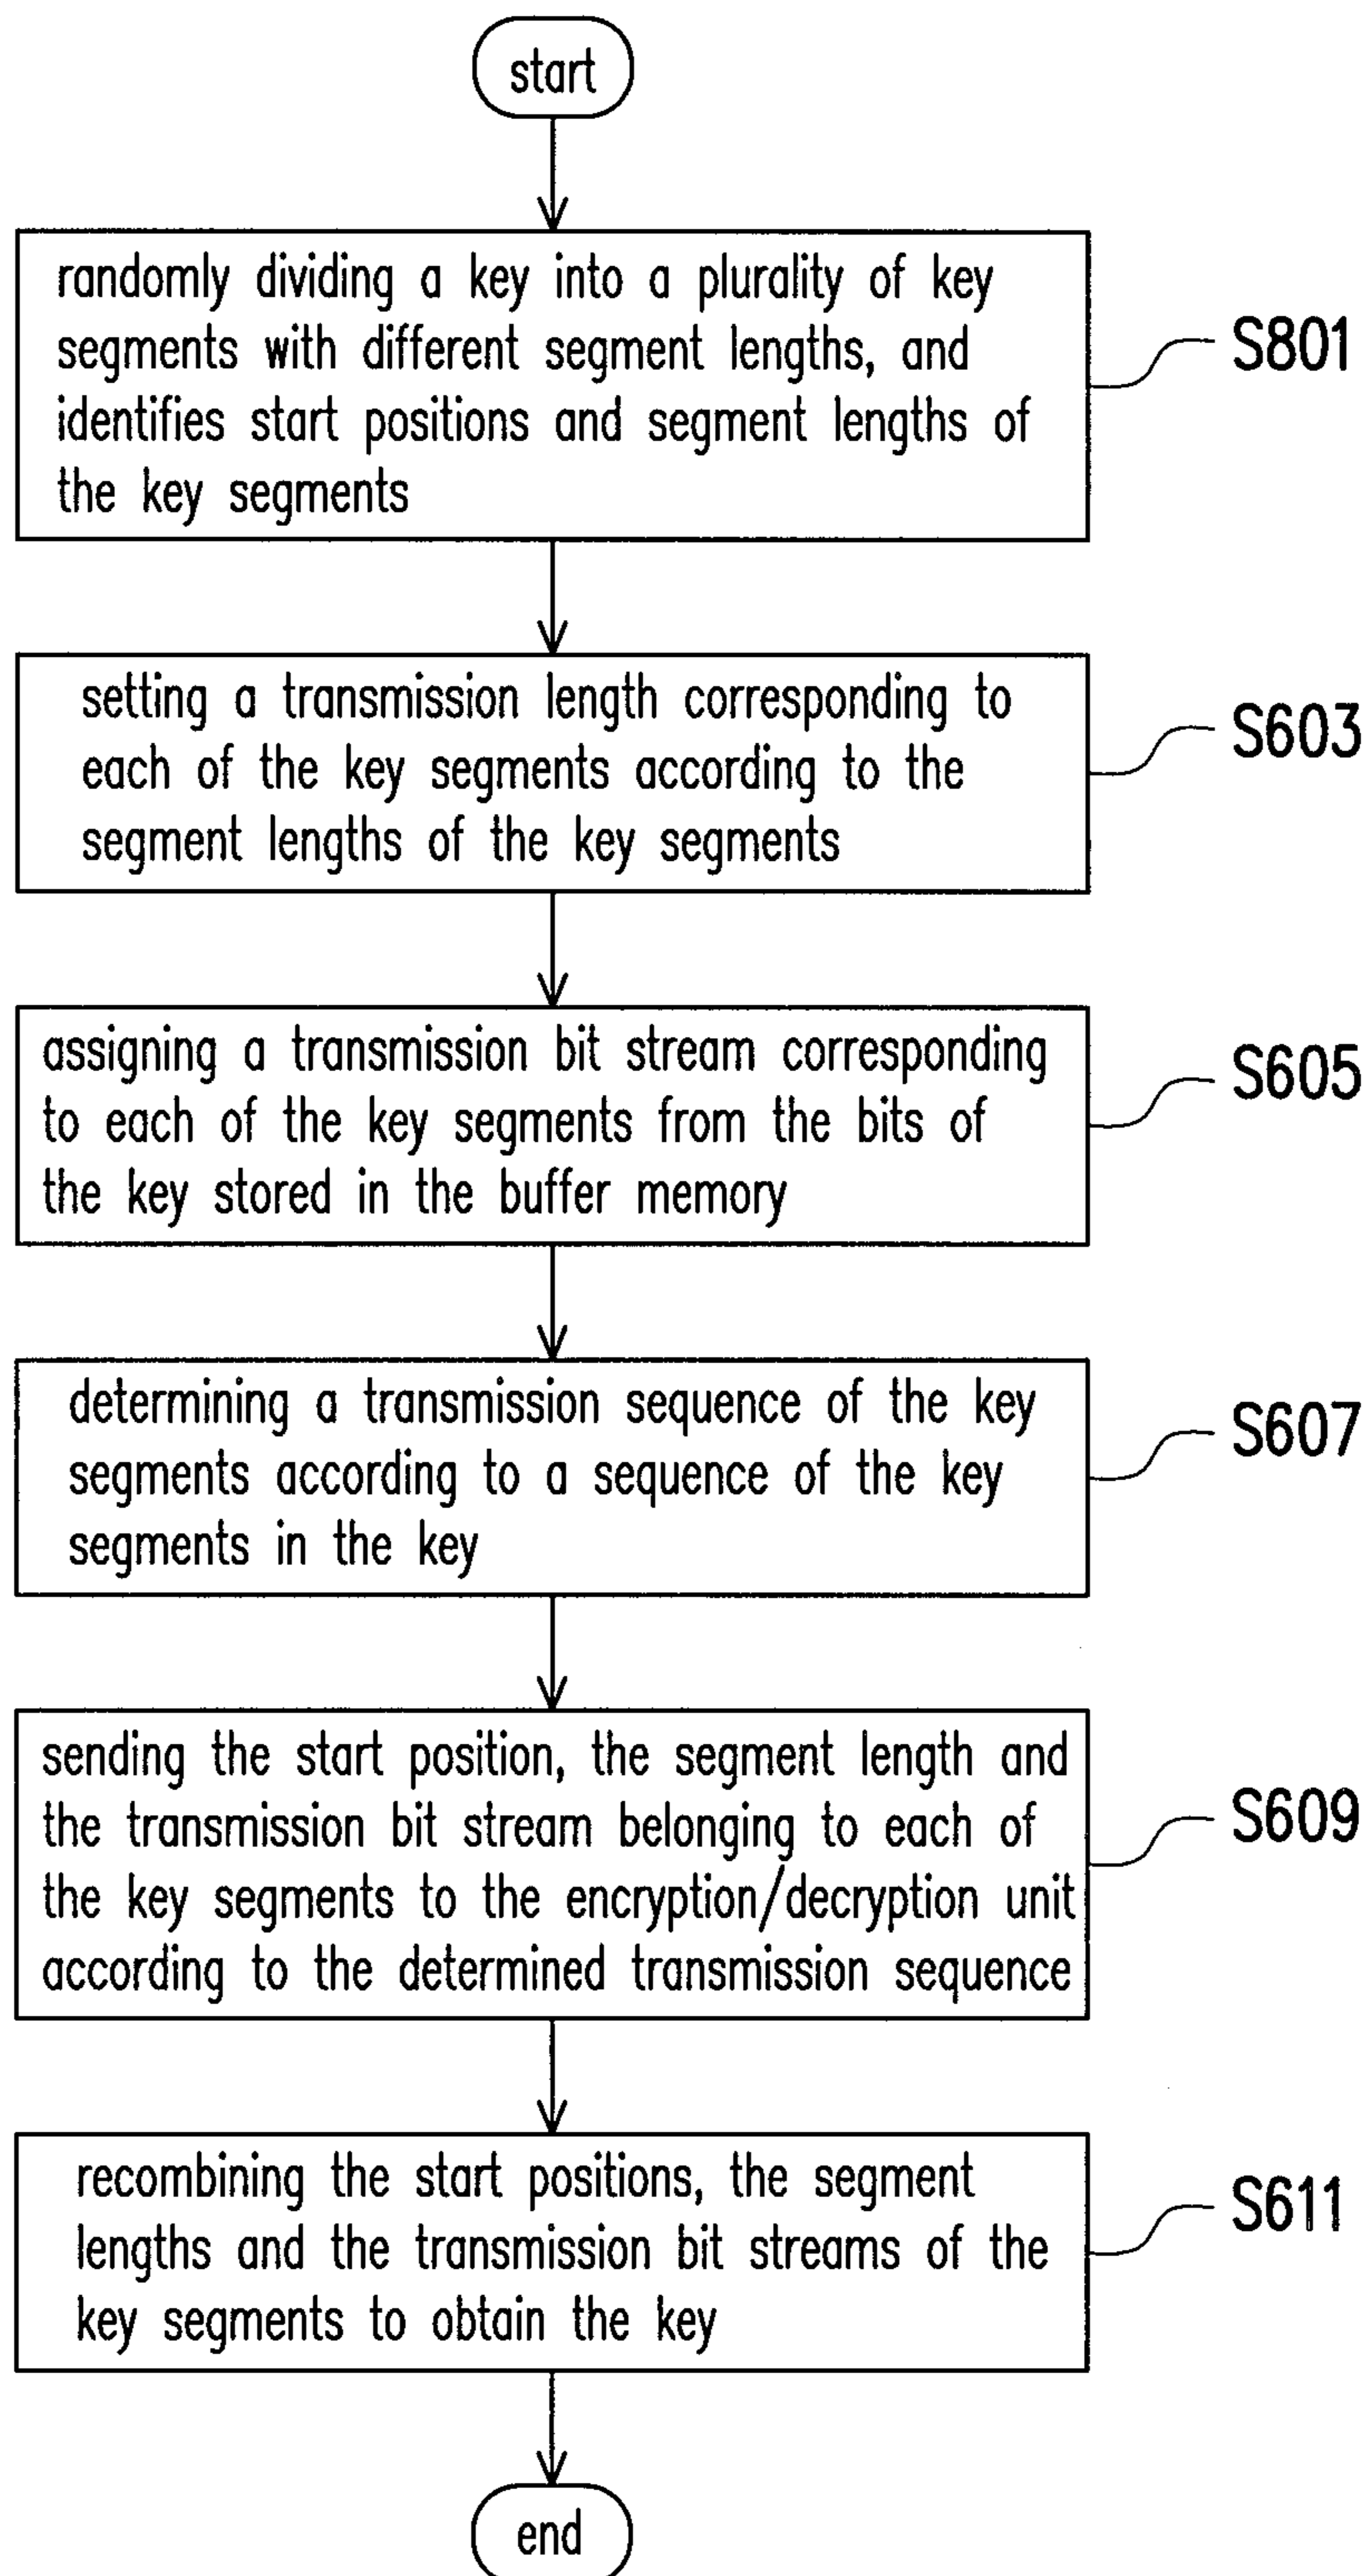 start
randomly dividing a key into a plurality of key
segments with different segment lengths, and
identifies start positions and segment lengths of
the key segments
S801
setting a transmission length corresponding to
each of the key segments according to the
segment lengths of the key segments
S603
assigning a transmission bit stream corresponding
to each of the key segments from the bits of
the key stored in the buffer memory
S605
determining a transmission sequence of the key
segments according to a sequence of the key
segments in the key
S607
sending the start position, the segment length and
the transmission bit stream belonging to each of
the key segments to the encryption/decryption unit
according to the determined transmission sequence
S609
recombining the start positions, the segment
lengths and the transmission bit streams of the
key segments to obtain the key
S611
end